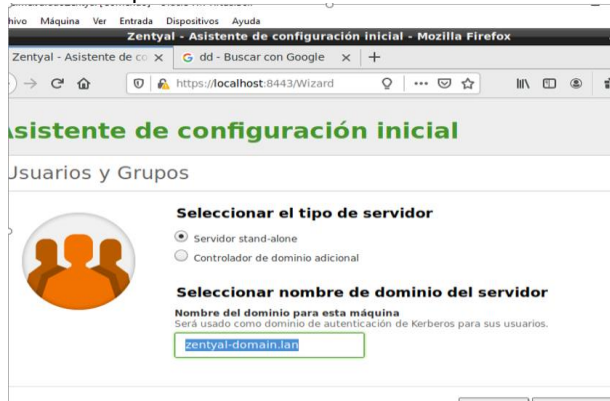 Máquina Ver Entrada Dispositivos Ayuda
Zentyal - Asistente de configuración inicial - Mozilla Firefox
Zentyal - Asistente de co
G dd - Buscar con Google
https://localhost:8443/Wizard
Asistente de configuración inicial
Usuarios y Grupos
Seleccionar el tipo de servidor
Servidor stand-alone
Controlador de dominio adicional
Seleccionar nombre de dominio del servidor
Nombre del dominio para esta máquina
Será usado como dominio de autenticación de Kerberos para sus usuarios.
zentyal-domain.lan